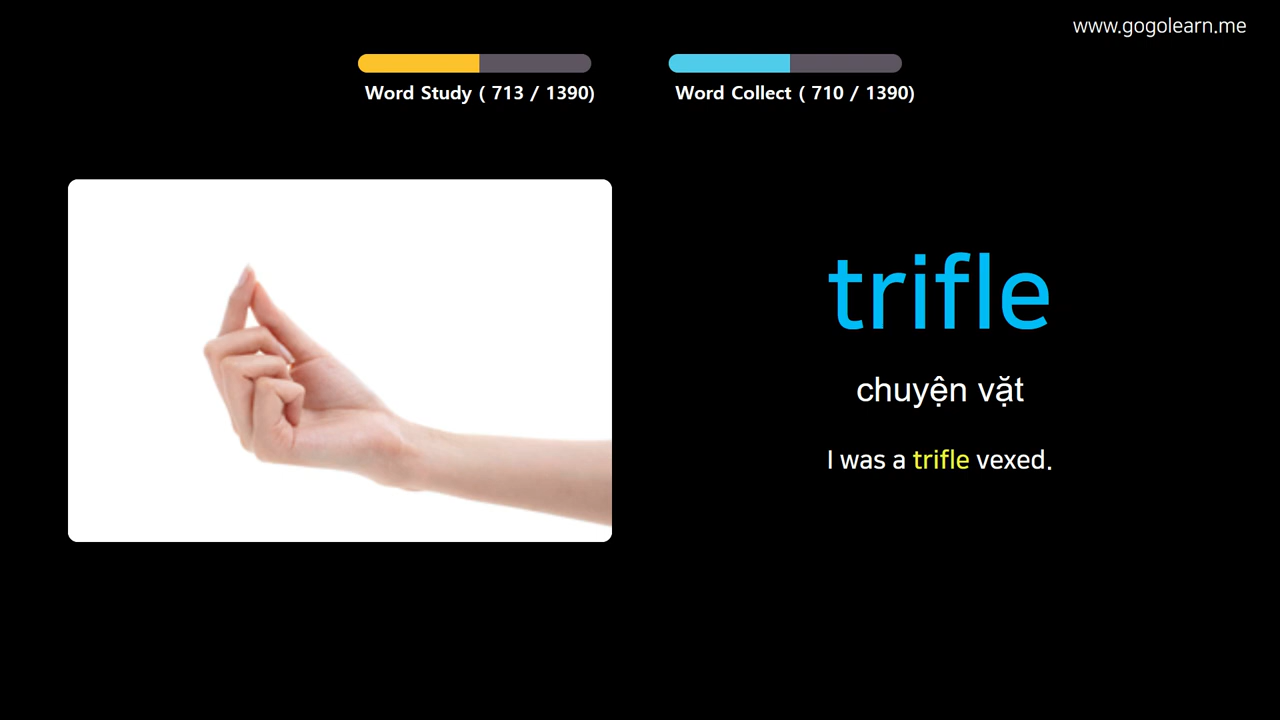 www.gogolearn.me
Word Study ( 713 / 1390)
Word Collect ( 710 / 1390)
trifle
chuyện vặt
I was a trifle vexed.